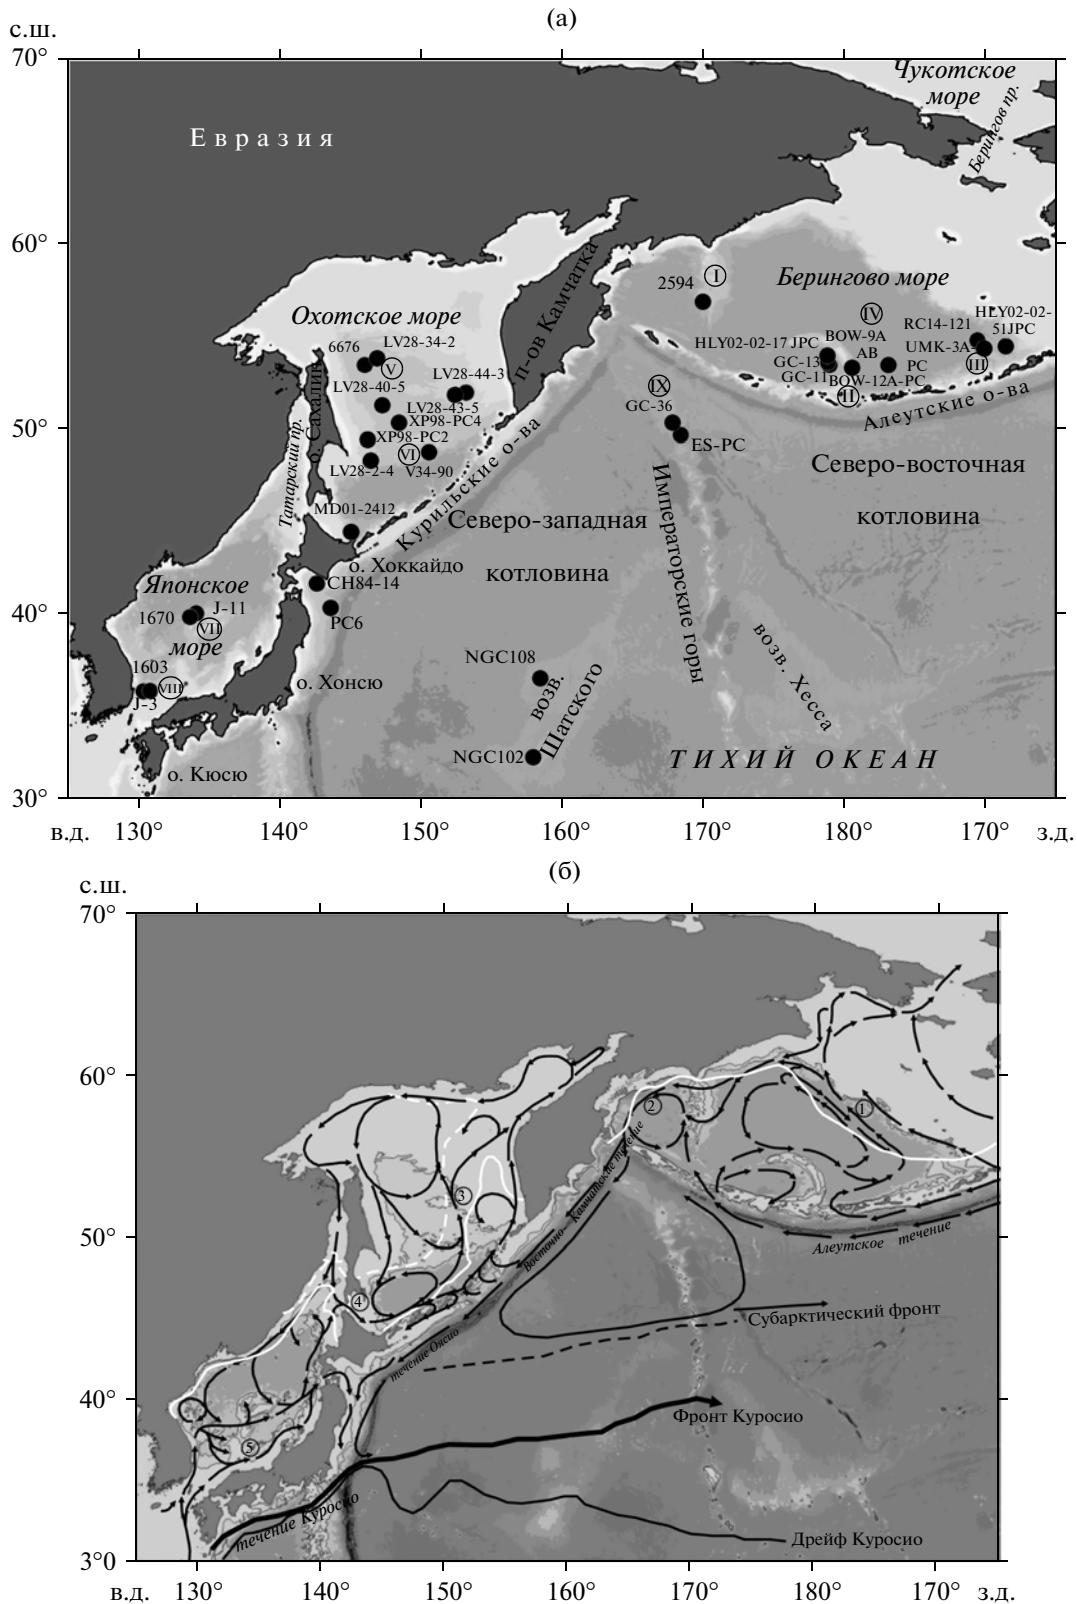 (а)
с.ш.
70°
60°
50°
40°
30°
в.д.
130°
140°
150°
160°
170°
180°
170°
з.д.
Евразия
Чукотское
море
Берингов пр.
Берингово море
I
2594
IV
RC14-121
HLY02-02-
51JPC
HLY02-02-17 JPC
BOW-9A
UMK-3A
GC-13
AB
PC
GC-11
BOW-12A-PC
III
II
Алеутские о-ва
п-ов Камчатка
Охотское море
6676
LV28-34-2
V
LV28-44-3
LV28-40-5
LV28-43-5
XP98-PC4
XP98-PC2
VI
LV28-2-4
V34-90
MD01-2412
о. Сахалин
Татарский пр.
Курильские о-ва
IX
GC-36
ES-PC
Северо-восточная
котловина
Северо-западная
котловина
Императорские горы
возв. Хесса
о. Хоккайдо
CH84-14
PC6
Японское
море
J-11
1670
VII
1603
VIII
J-3
о. Хонсю
о. Кюсю
NGC108
возв.
Шатского
NGC102
ТИХИЙ ОКЕАН
(б)
с.ш.
70°
60°
50°
40°
3°0
в.д.
130°
140°
150°
160°
170°
180°
170°
з.д.
1
2
3
4
5
Восточно-Камчатское течение
Алеутское течение
течение Оясио
Субарктический фронт
Фронт Куросио
течение Куросио
Дрейф Куросио